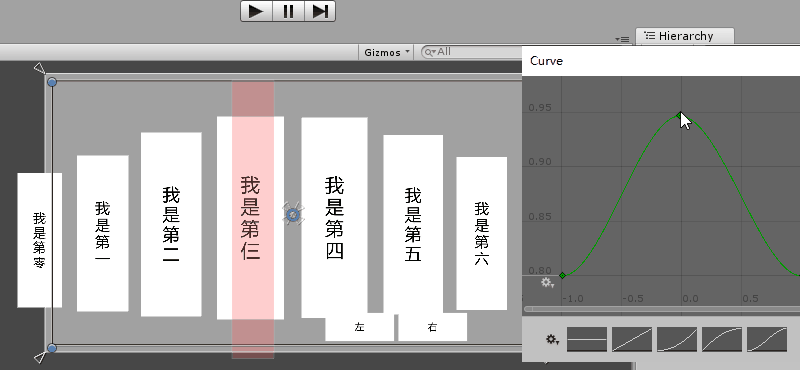 Hierarchy
Gizmos
All
Curve
我是第零
我是第一
我是第二
我是第仨
我是第四
我是第五
我是第六
左
右
0.95
0.90
0.85
0.80
-1.0
-0.5
0.0
0.5